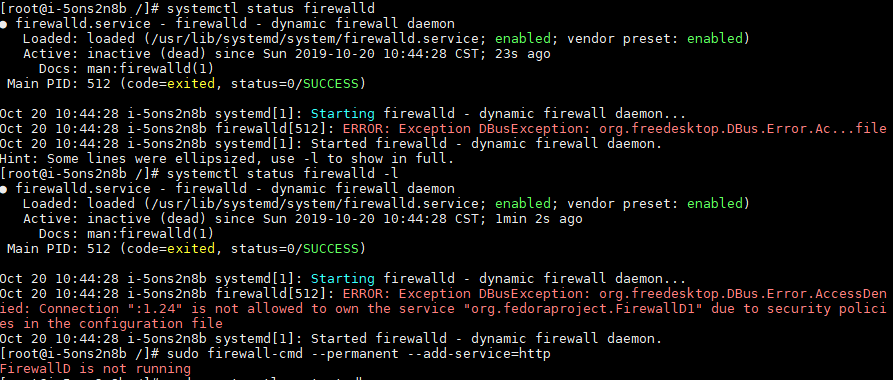 [root@i-5ons2n8b /]# systemctl status firewalld
● firewalld.service - firewalld - dynamic firewall daemon
Loaded: loaded (/usr/lib/systemd/system/firewalld.service; enabled; vendor preset: enabled)
Active: inactive (dead) since Sun 2019-10-20 10:44:28 CST; 23s ago
Docs: man:firewalld(1)
Main PID: 512 (code=exited, status=0/SUCCESS)
Oct 20 10:44:28 i-5ons2n8b systemd[1]: Starting firewalld - dynamic firewall daemon...
Oct 20 10:44:28 i-5ons2n8b firewalld[512]: ERROR: Exception DBusException: org.freedesktop.DBus.Error.Ac...file
Oct 20 10:44:28 i-5ons2n8b systemd[1]: Started firewalld - dynamic firewall daemon.
Hint: Some lines were ellipsized, use -l to show in full.
[root@i-5ons2n8b /]# systemctl status firewalld -l
● firewalld.service - firewalld - dynamic firewall daemon
Loaded: loaded (/usr/lib/systemd/system/firewalld.service; enabled; vendor preset: enabled)
Active: inactive (dead) since Sun 2019-10-20 10:44:28 CST; 1min 2s ago
Docs: man:firewalld(1)
Main PID: 512 (code=exited, status=0/SUCCESS)
Oct 20 10:44:28 i-5ons2n8b systemd[1]: Starting firewalld - dynamic firewall daemon...
Oct 20 10:44:28 i-5ons2n8b firewalld[512]: ERROR: Exception DBusException: org.freedesktop.DBus.Error.AccessDen
ied: Connection ":1.24" is not allowed to own the service "org.fedoraproject.FirewallD1" due to security polici
es in the configuration file
Oct 20 10:44:28 i-5ons2n8b systemd[1]: Started firewalld - dynamic firewall daemon.
[root@i-5ons2n8b /]# sudo firewall-cmd --permanent --add-service=http
FirewallD is not running